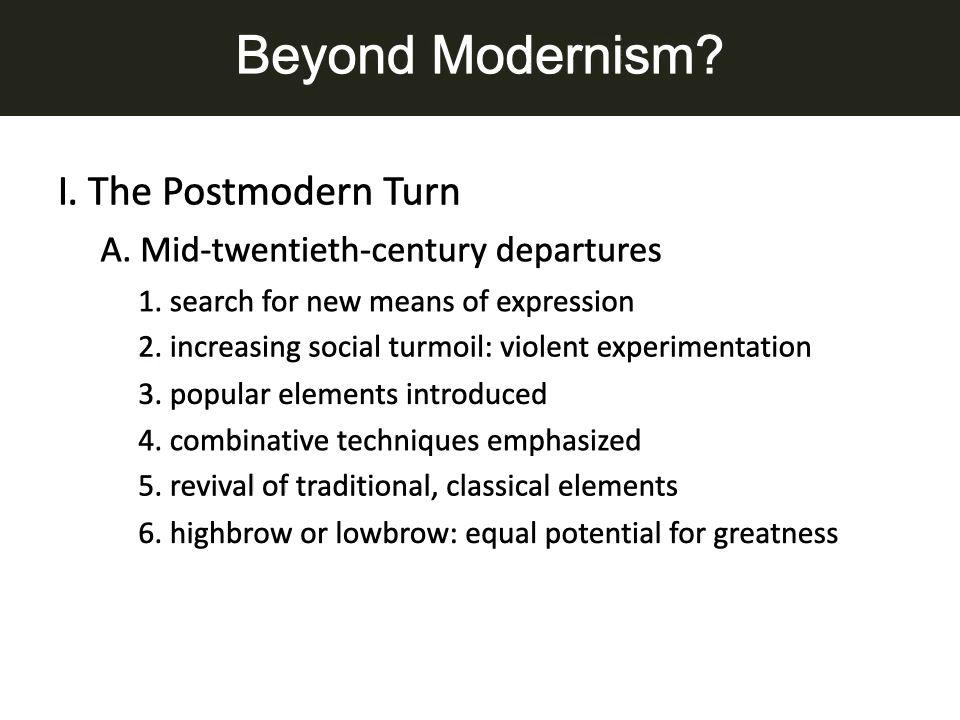 Beyond Modernism?
I. The Postmodern Turn
A. Mid-twentieth-century departures
1. search for new means of expression
2. increasing social turmoil: violent experimentation
3. popular elements introduced
4. combinative techniques emphasized
5. revival of traditional, classical elements
6. highbrow or lowbrow: equal potential for greatness